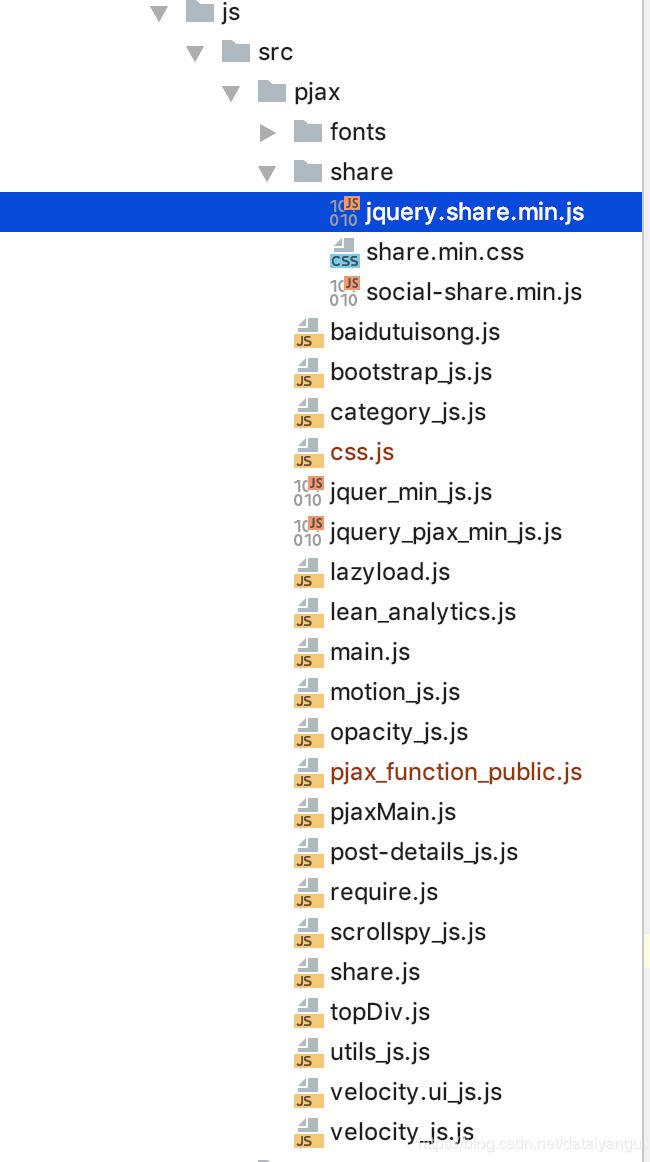 js
src
pjax
fonts
share
jquery.share.min.js
share.min.css
social-share.min.js
baidutuisong.js
bootstrap_js.js
category_js.js
css.js
jquer_min_js.js
jquery_pjax_min_js.js
lazyload.js
lean_analytics.js
main.js
motion_js.js
opacity_js.js
pjax_function_public.js
pjaxMain.js
post-details_js.js
require.js
scrollspy_js.js
share.js
topDiv.js
utils_js.js
velocity.ui_js.js
velocity_js.js
https://blog.csdn.net/dataiyangu